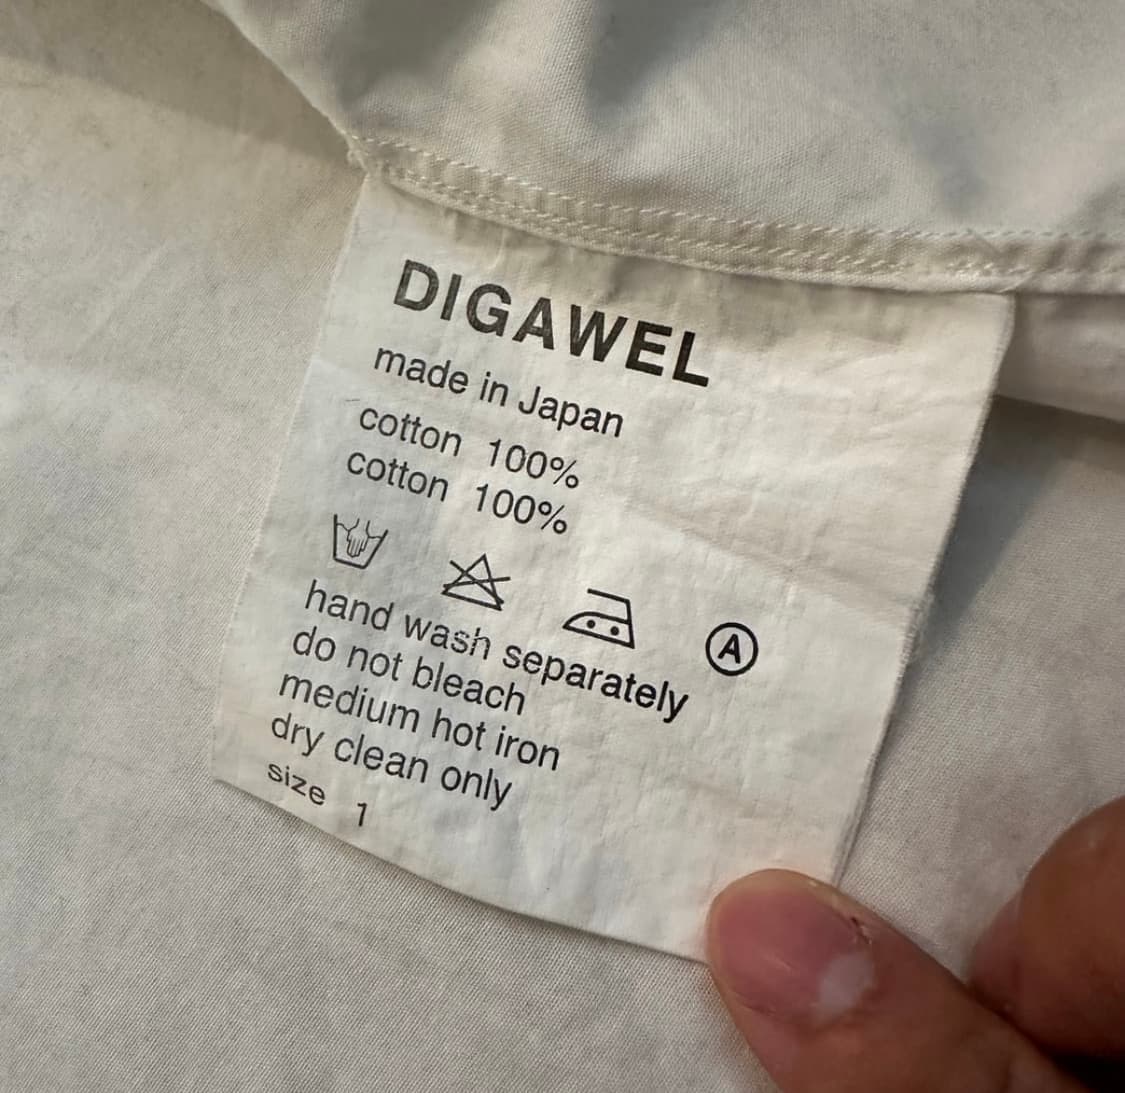 DIGAWEL
made in Japan
cotton 100%
cotton 100%
A
hand wash separately
do not bleach
medium hot iron
dry clean only
size 1